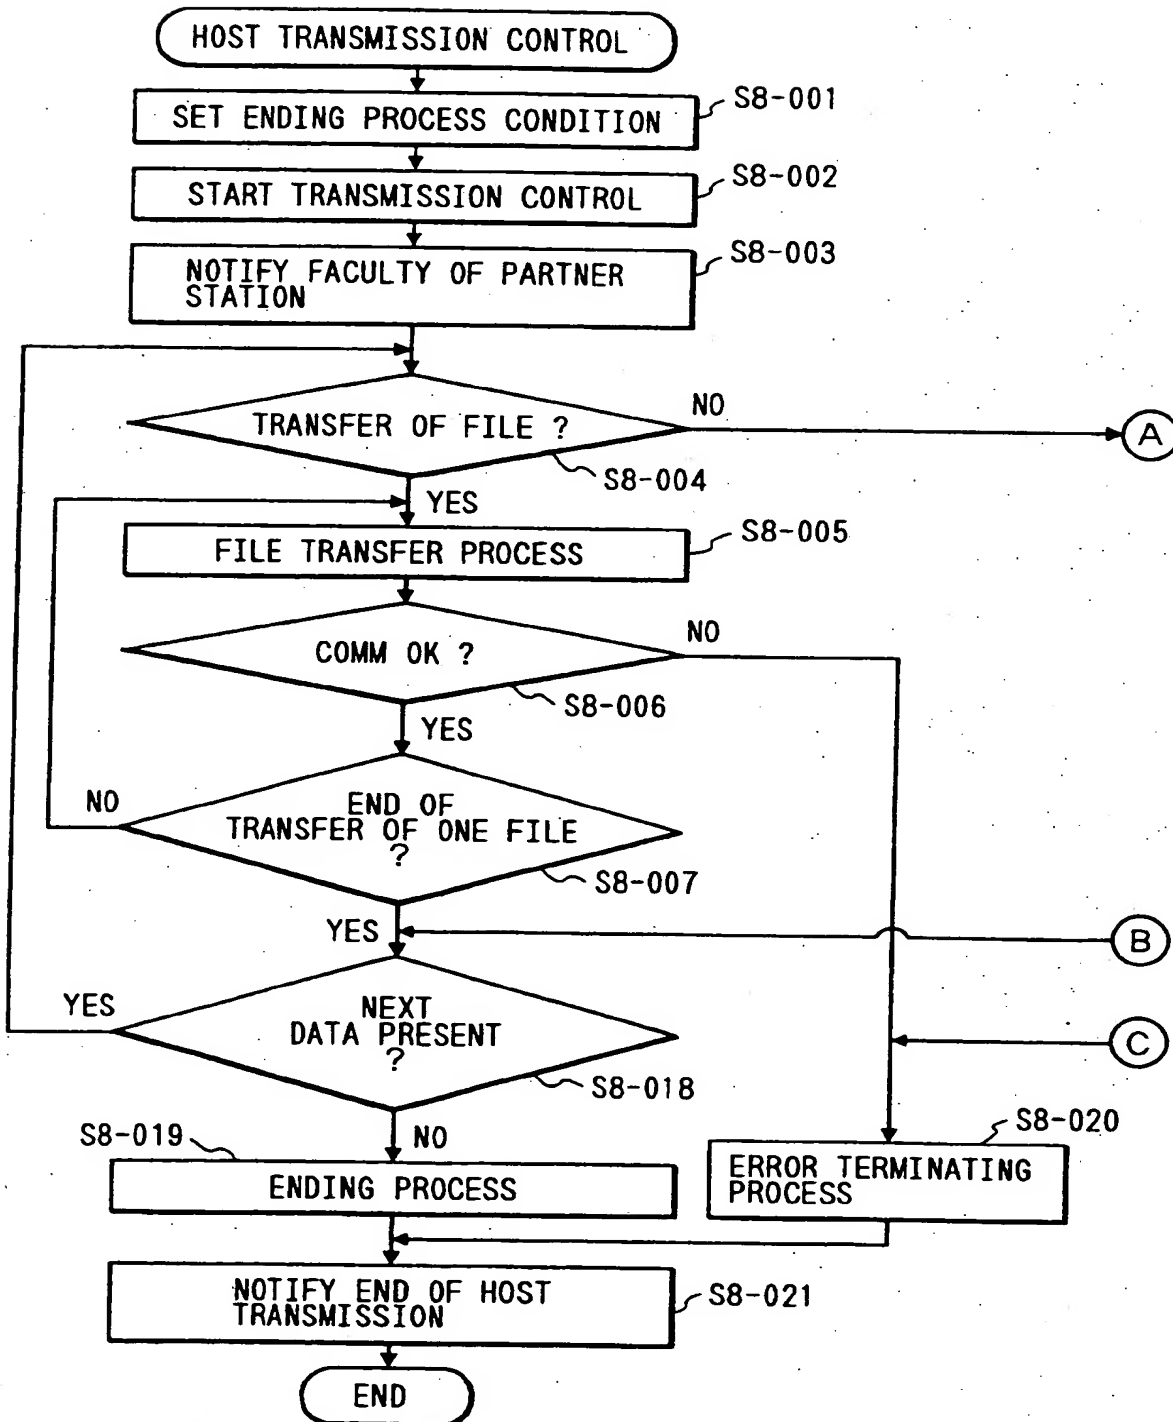 HOST TRANSMISSION CONTROL
S8-001
SET ENDING PROCESS CONDITION
S8-002
START TRANSMISSION CONTROL
S8-003
NOTIFY FACULTY OF PARTNER
STATION
NO
TRANSFER OF FILE ?
A
S8-004
YES
S8-005
FILE TRANSFER PROCESS
NO
COMM OK ?
S8-006
YES
NO
END OF
TRANSFER OF ONE FILE
?
S8-007
YES
B
YES
NEXT
DATA PRESENT
?
C
S8-018
S8-019
NO
S8-020
ENDING PROCESS
ERROR TERMINATING
PROCESS
NOTIFY END OF HOST
TRANSMISSION
S8-021
END